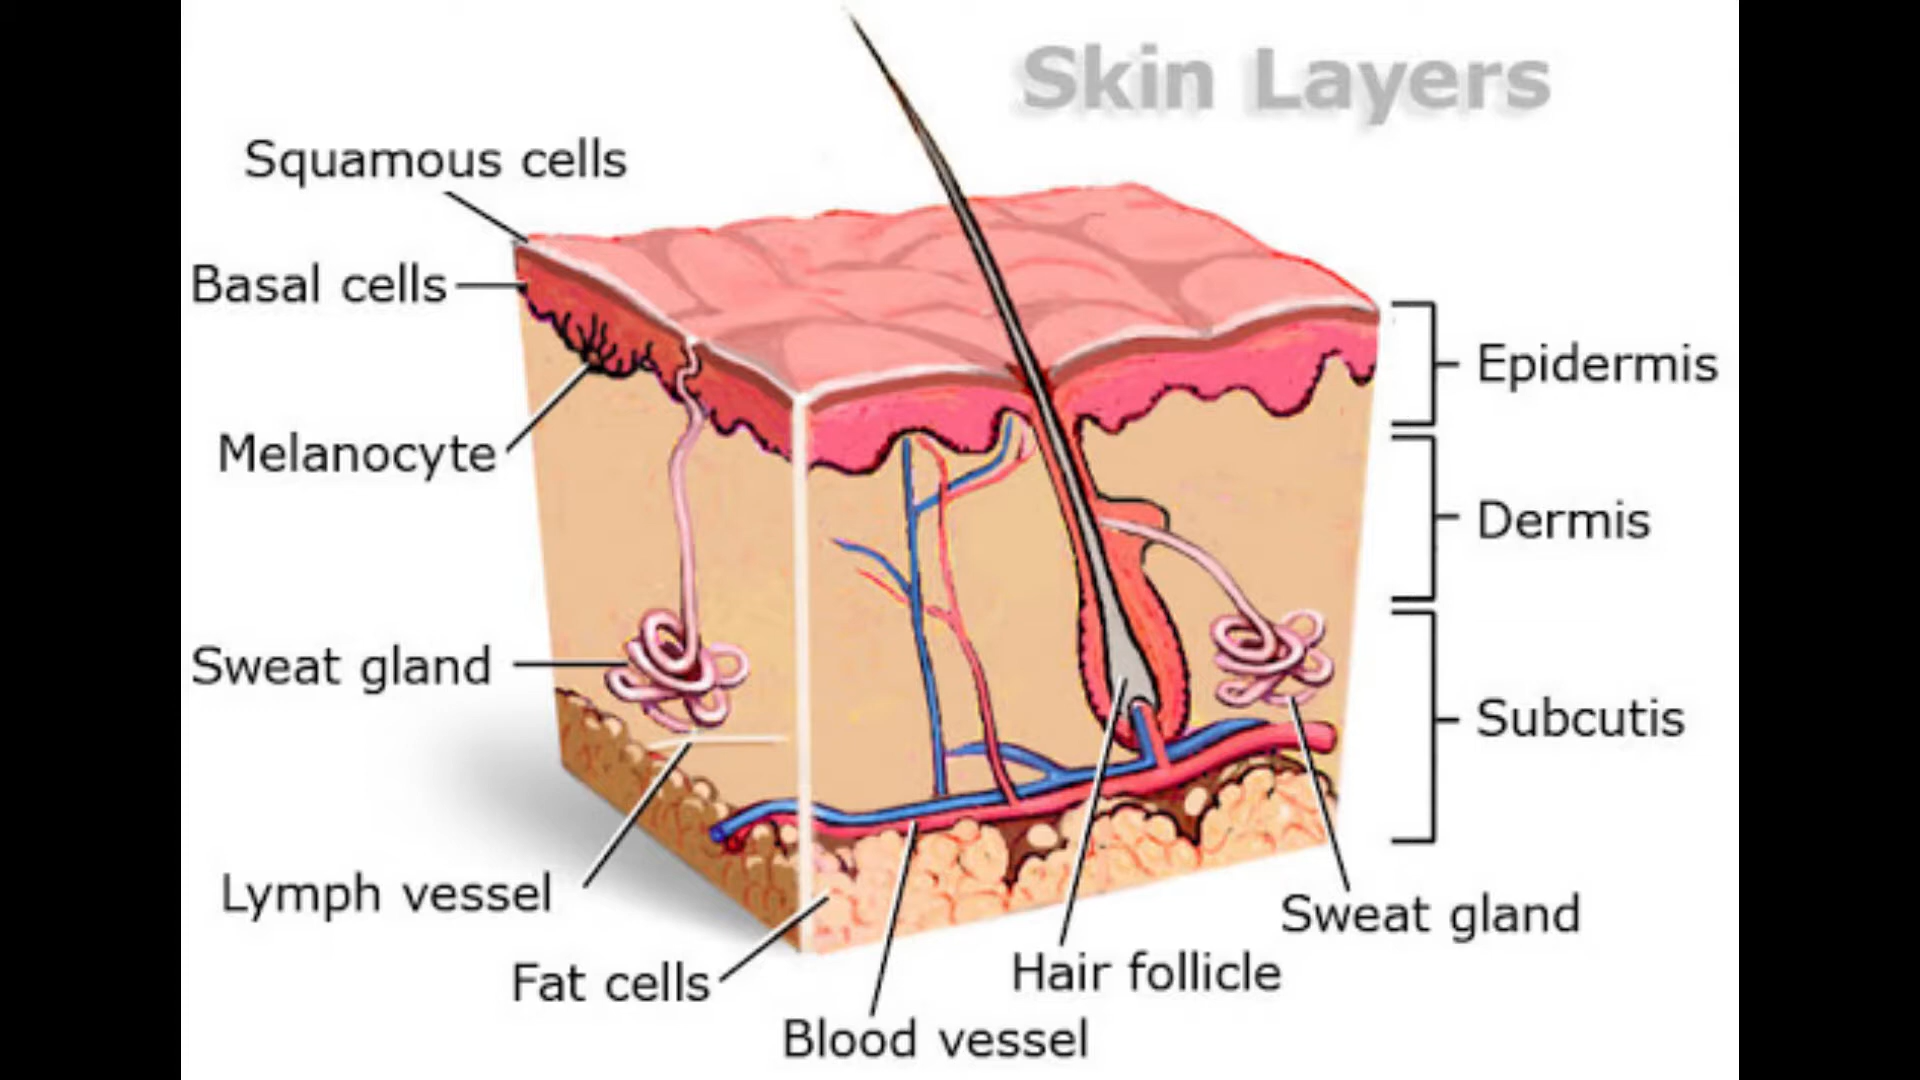 Skin Layers
Squamous cells
Basal cells
Melanocyte
Sweat gland
Lymph vessel
Fat cells
Blood vessel
Hair follicle
Sweat gland
Epidermis
Dermis
Subcutis